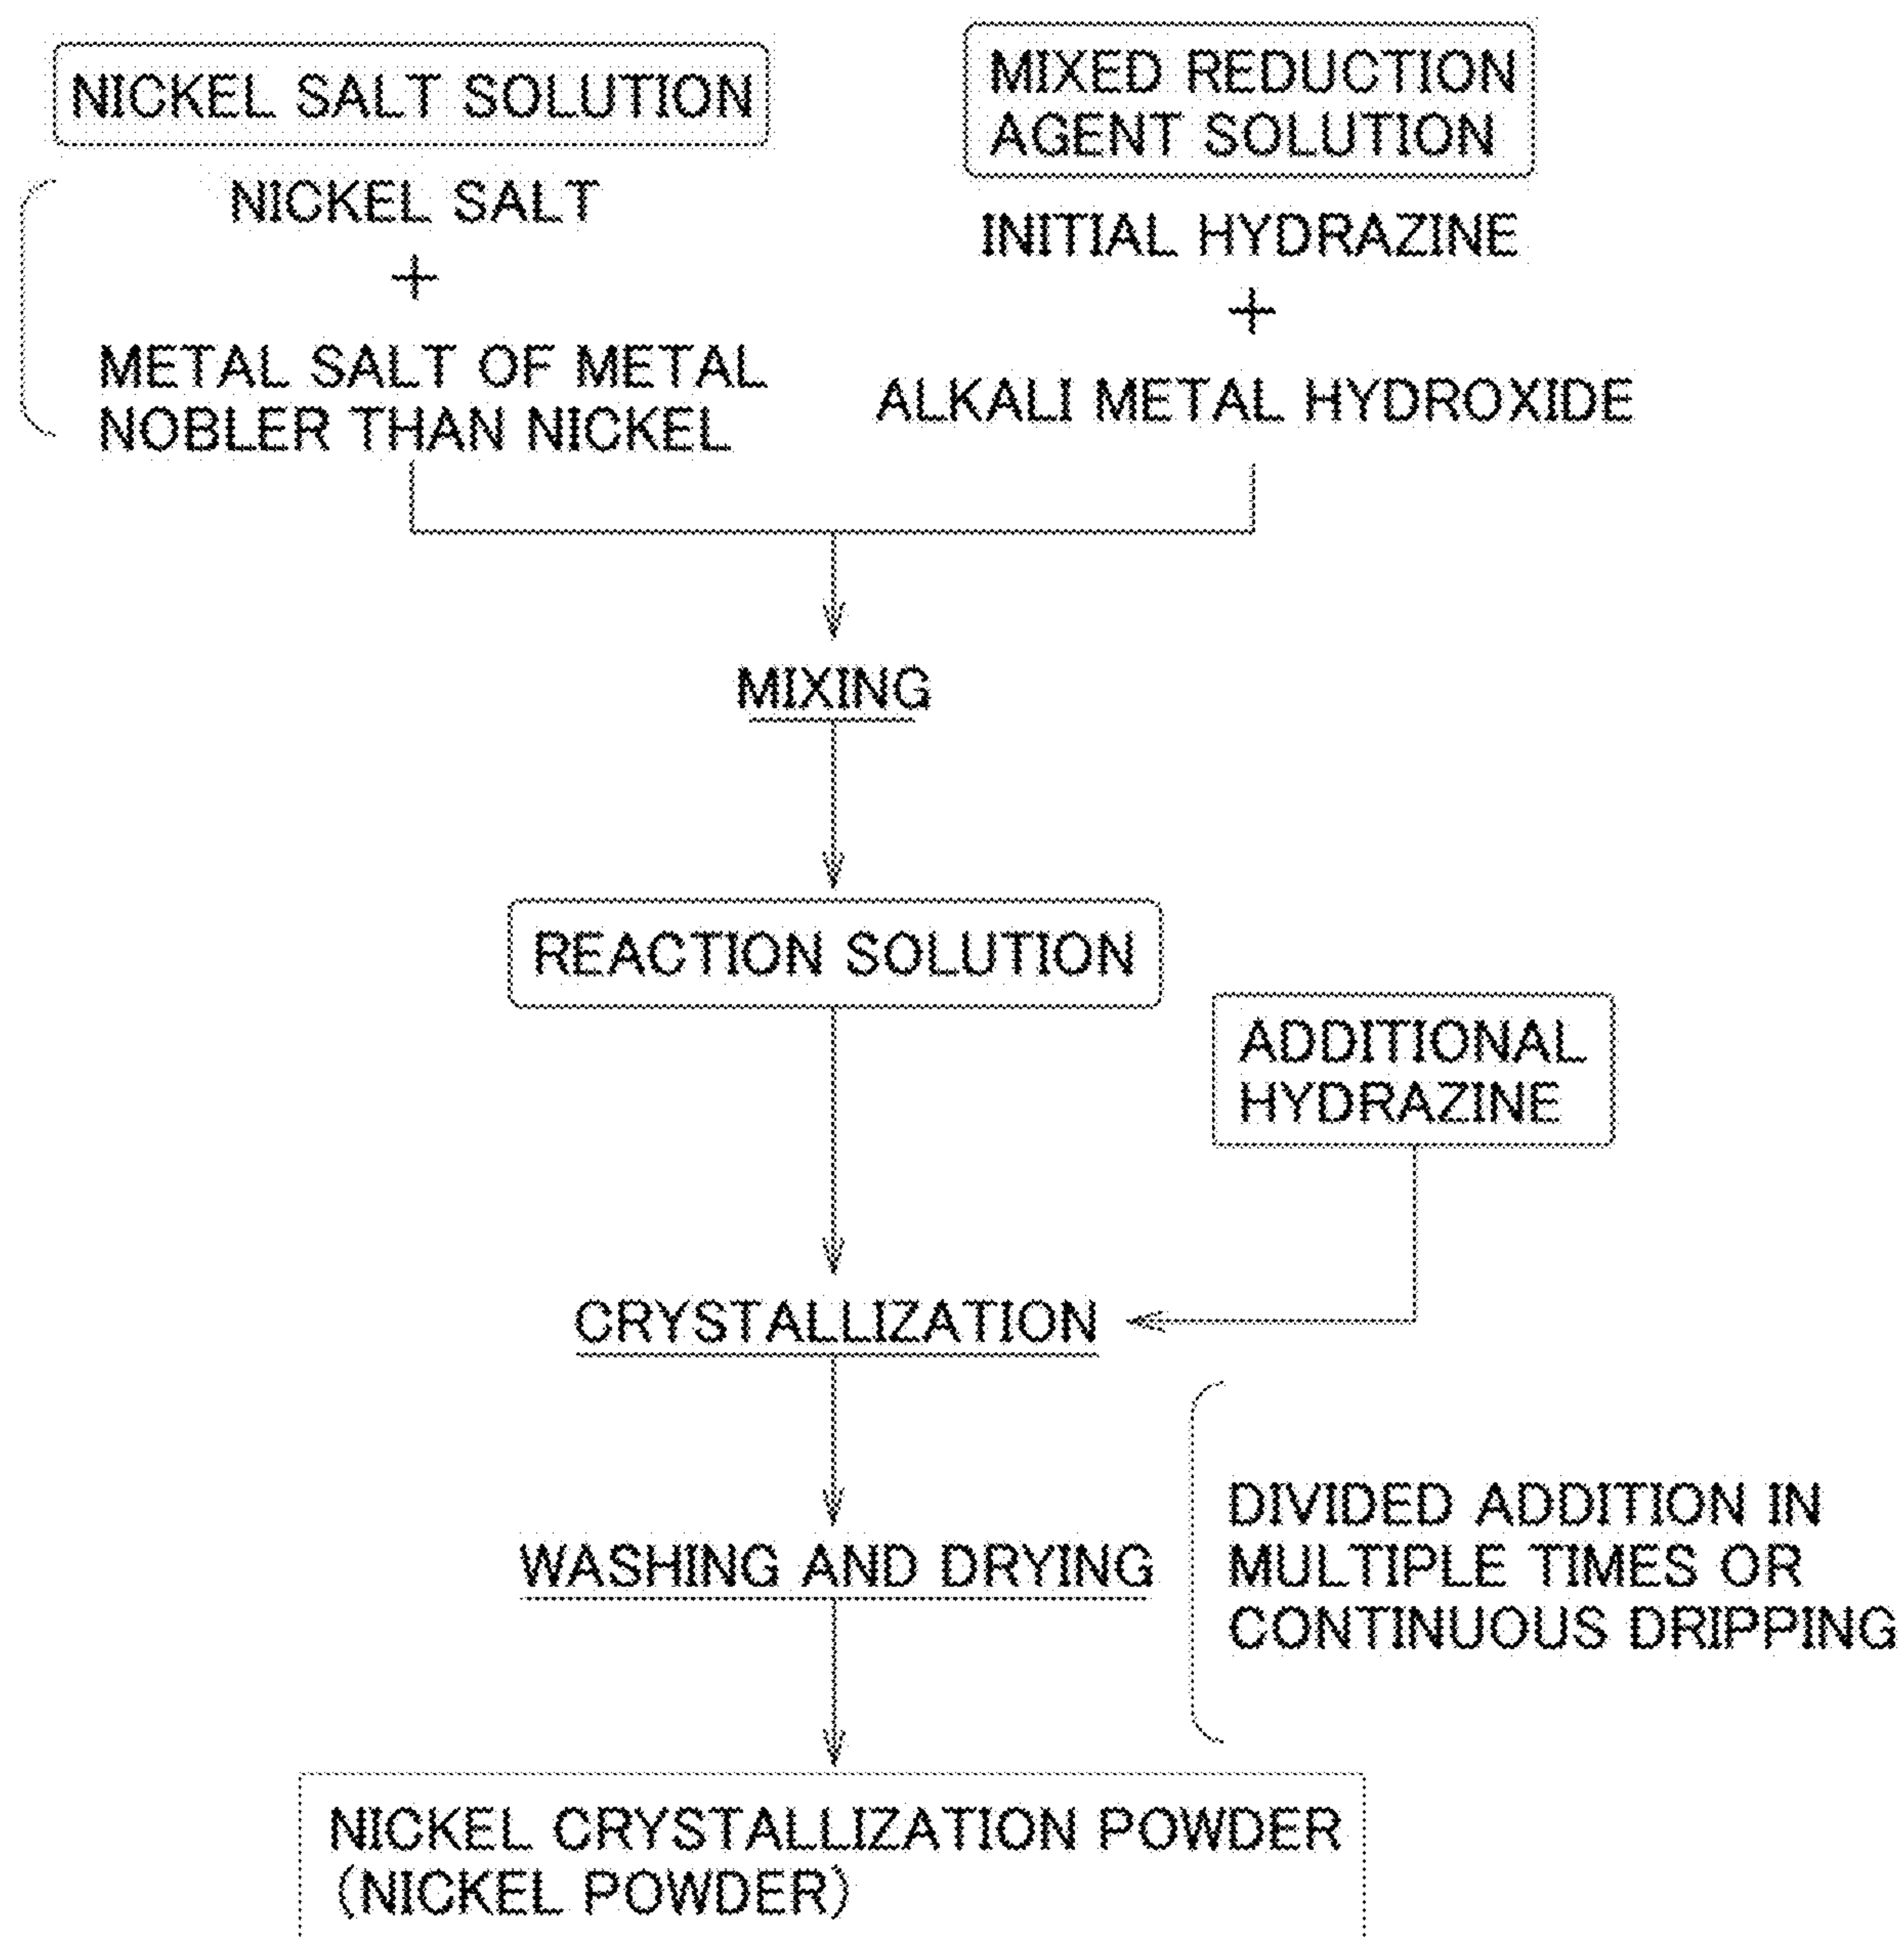 NICKEL SALT SOLUTION
NICKEL SALT
+
METAL SALT OF METAL
NOBLER THAN NICKEL
MIXED REDUCTION
AGENT SOLUTION
INITIAL HYDRAZINE
+
ALKALI METAL HYDROXIDE
MIXING
REACTION SOLUTION
ADDITIONAL
HYDRAZINE
CRYSTALLIZATION
DIVIDED ADDITION IN
MULTIPLE TIMES OR
CONTINUOUS DRIPPING
WASHING AND DRYING
NICKEL CRYSTALLIZATION POWDER
(NICKEL POWDER)